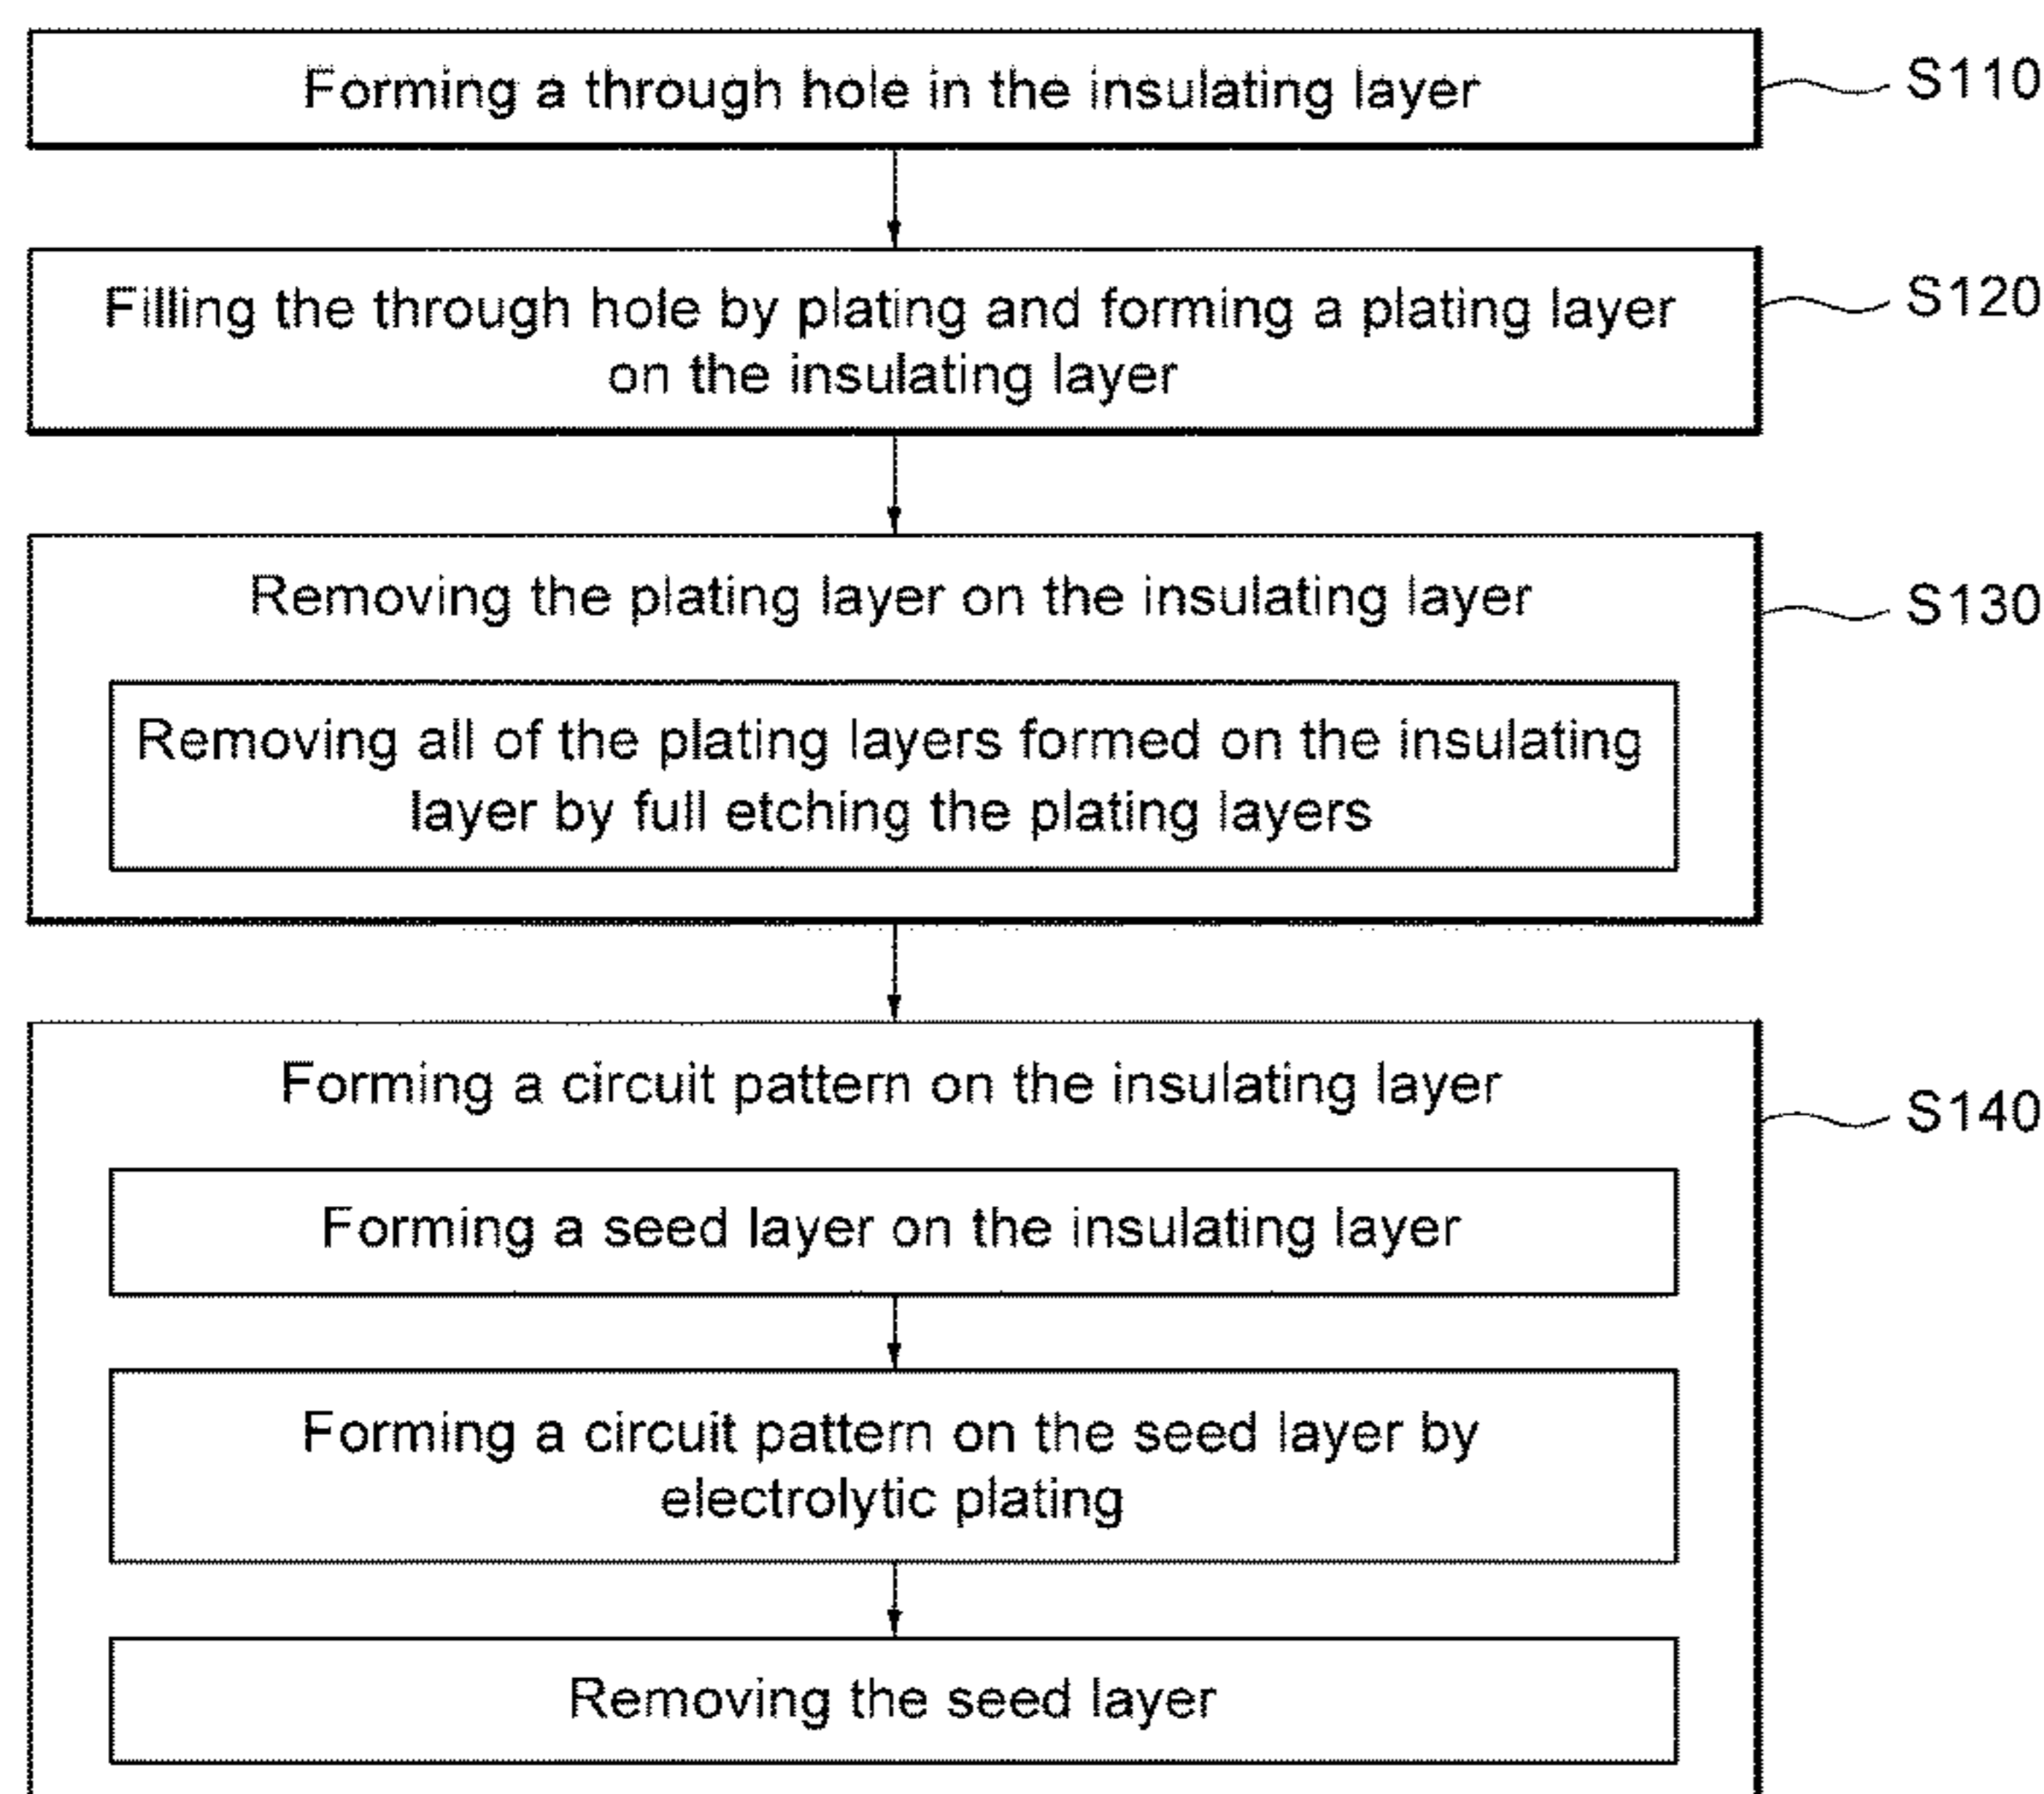 Forming a through hole in the insulating layer
S110
Filling the through hole by plating and forming a plating layer
on the insulating layer
S120
Removing the plating layer on the insulating layer
S130
Removing all of the plating layers formed on the insulating
layer by full etching the plating layers
Forming a circuit pattern on the insulating layer
S140
Forming a seed layer on the insulating layer
Forming a circuit pattern on the seed layer by
electrolytic plating
Removing the seed layer